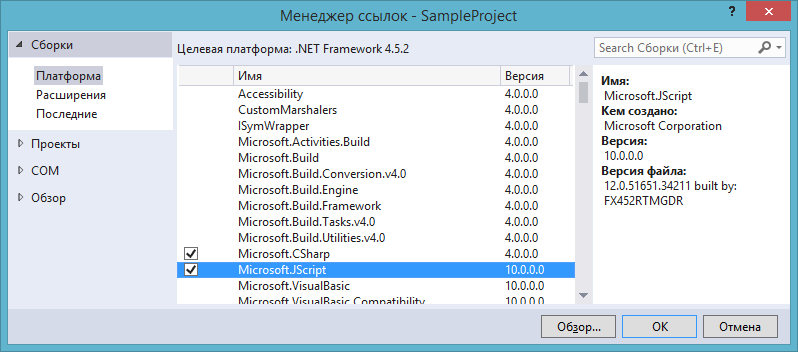 Менеджер ссылок - SampleProject
?
Сборки
Платформа
Расширения
Последние
Проекты
COM
Обзор
Целевая платформа: .NET Framework 4.5.2
Имя Версия
Accessibility 4.0.0.0
CustomMarshalers 4.0.0.0
ISymWrapper 4.0.0.0
Microsoft.Activities.Build 4.0.0.0
Microsoft.Build 4.0.0.0
Microsoft.Build.Conversion.v4.0 4.0.0.0
Microsoft.Build.Engine 4.0.0.0
Microsoft.Build.Framework 4.0.0.0
Microsoft.Build.Tasks.v4.0 4.0.0.0
Microsoft.Build.Utilities.v4.0 4.0.0.0
Microsoft.CSharp 4.0.0.0
Microsoft.JScript 10.0.0.0
Microsoft.VisualBasic 10.0.0.0
Microsoft.VisualBasic.Compatibility 10.0.0.0
Search Сборки (Ctrl+E)
Имя:
Microsoft.JScript
Кем создано:
Microsoft Corporation
Версия:
10.0.0.0
Версия файла:
12.0.51651.34211 built by:
FX452RTMGDR
Обзор...
ОК
Отмена